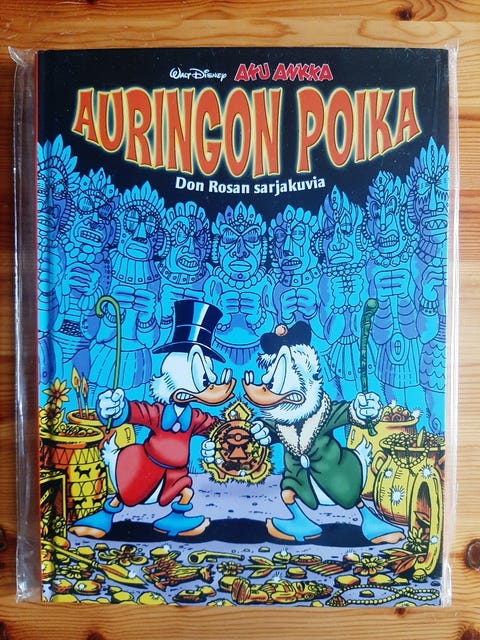 Walt Disney AKU ANKKA
AURINGON POIKA
Don Rosan sarjakuvia